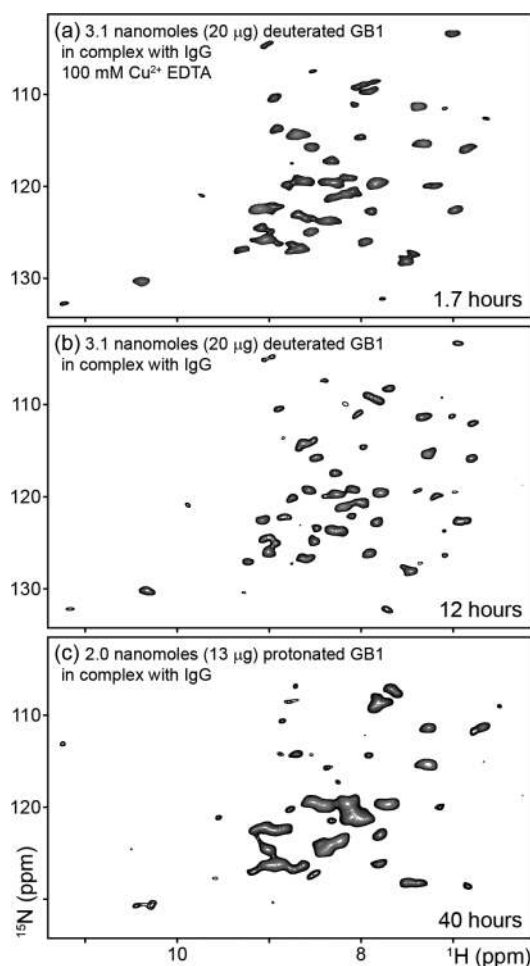 (a) 3.1 nanomoles (20 μg) deuterated GB1
in complex with IgG
100 mM Cu²⁺ EDTA
110
120
130
1.7 hours
(b) 3.1 nanomoles (20 μg) deuterated GB1
in complex with IgG
110
120
130
12 hours
(c) 2.0 nanomoles (13 μg) protonated GB1
in complex with IgG
110
120
¹⁵N (ppm)
40 hours
10
8
¹H (ppm)